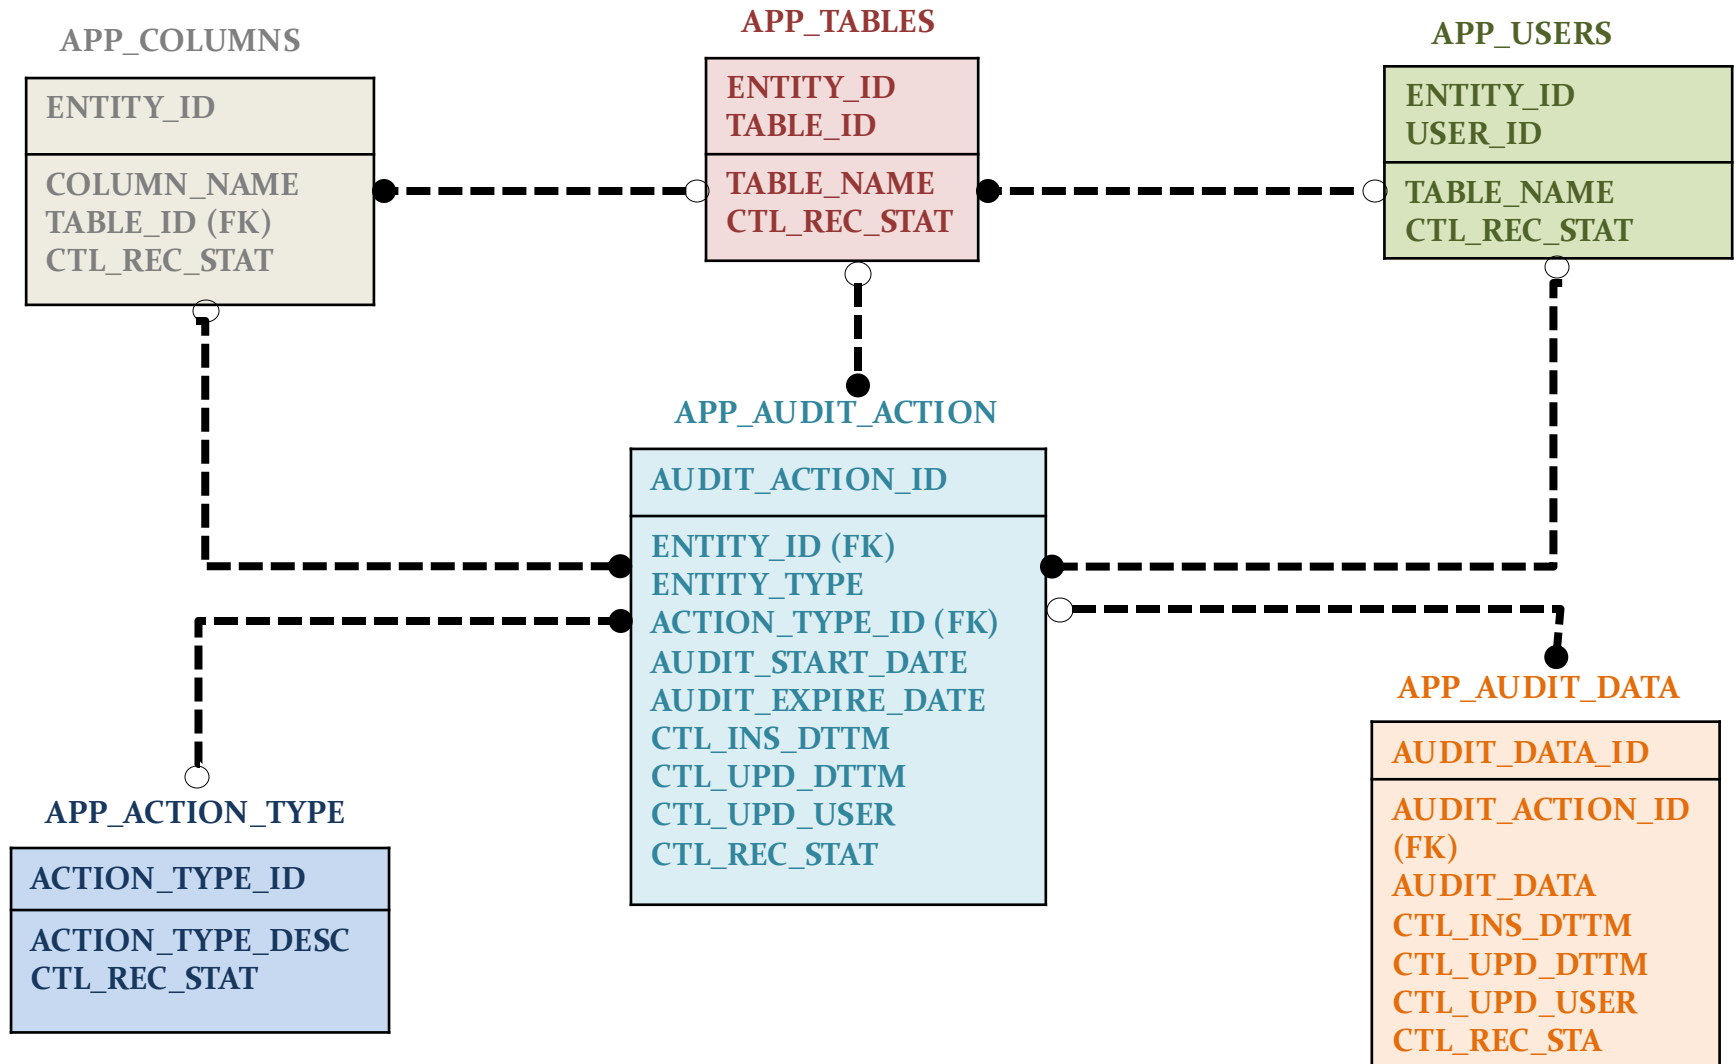 APP_COLUMNS
ENTITY_ID
COLUMN_NAME
TABLE_ID (FK)
CTL_REC_STAT
APP_TABLES
ENTITY_ID
TABLE_ID
TABLE_NAME
CTL_REC_STAT
APP_USERS
ENTITY_ID
USER_ID
TABLE_NAME
CTL_REC_STAT
APP_AUDIT_ACTION
AUDIT_ACTION_ID
ENTITY_ID (FK)
ENTITY_TYPE
ACTION_TYPE_ID (FK)
AUDIT_START_DATE
AUDIT_EXPIRE_DATE
CTL_INS_DTTM
CTL_UPD_DTTM
CTL_UPD_USER
CTL_REC_STAT
APP_ACTION_TYPE
ACTION_TYPE_ID
ACTION_TYPE_DESC
CTL_REC_STAT
APP_AUDIT_DATA
AUDIT_DATA_ID
AUDIT_ACTION_ID
(FK)
AUDIT_DATA
CTL_INS_DTTM
CTL_UPD_DTTM
CTL_UPD_USER
CTL_REC_STA